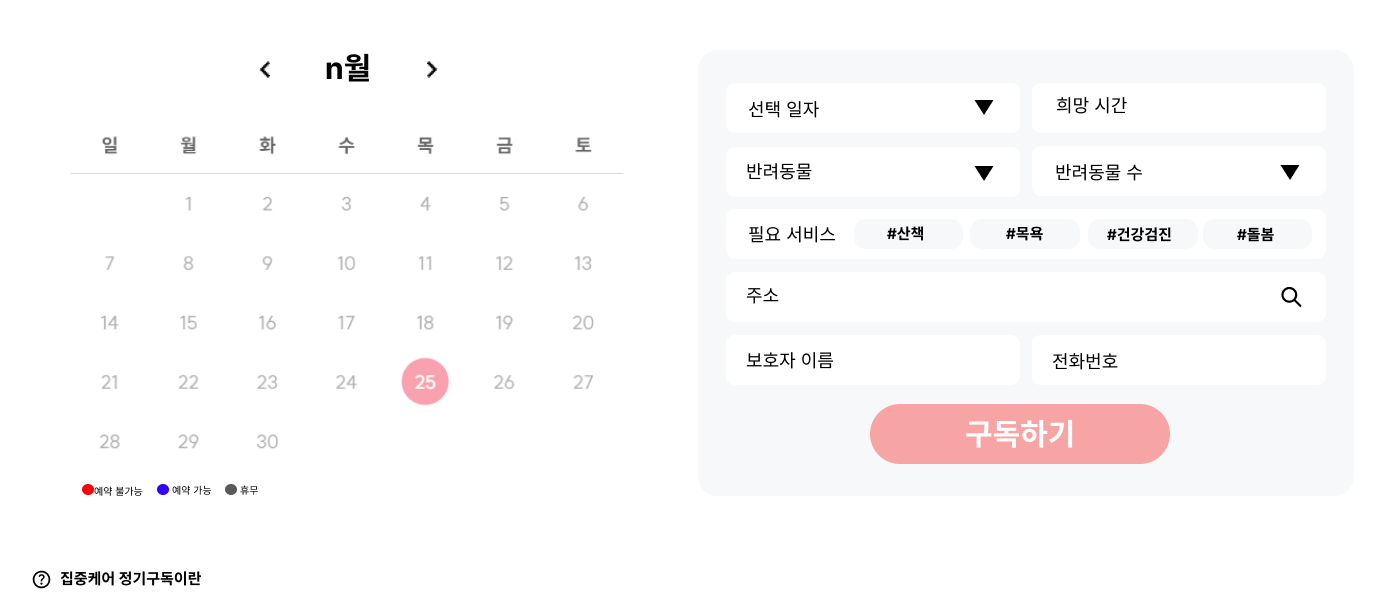 n월
일 월 화 수 목 금 토
1 2 3 4 5 6
7 8 9 10 11 12 13
14 15 16 17 18 19 20
21 22 23 24 25 26 27
28 29 30
예약 불가능 예약 가능 휴무
집중케어 정기구독이란
선택 일자 희망 시간
반려동물 반려동물 수
필요 서비스 #산책 #목욕 #건강검진 #돌봄
주소
보호자 이름 전화번호
구독하기